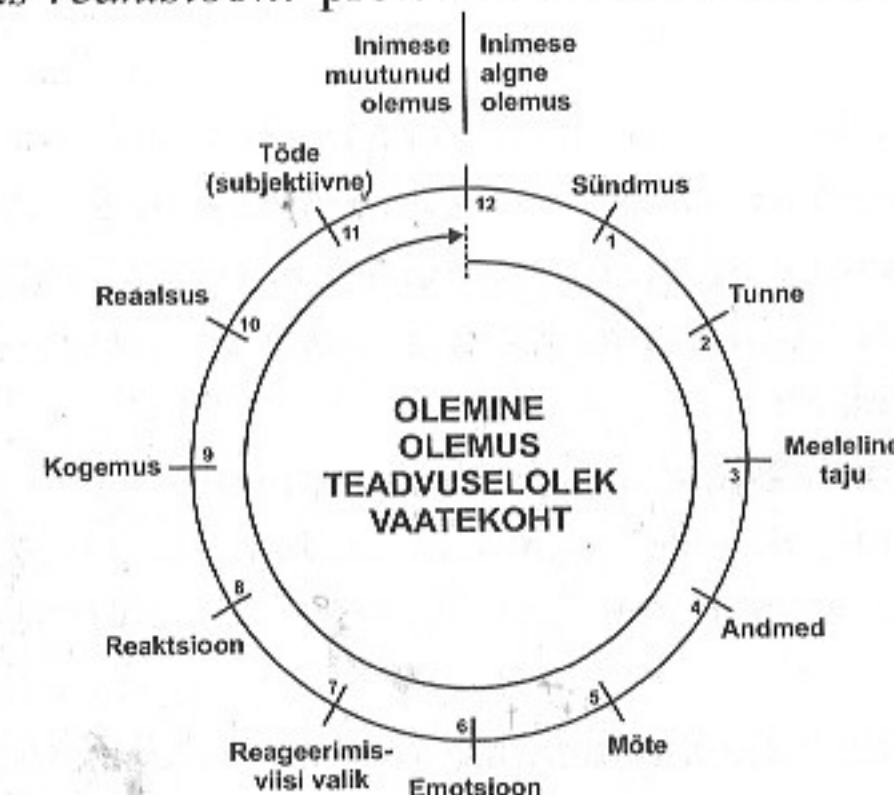 Inimese
muutunud
olemus
Inimese
algne
olemus
Tõde
(subjektiivne)
12
Sündmus
11
1
Reaalsus
10
Tunne
2
OLEMINE
OLEMUS
TEADVUSELOLEK
VAATEKOHT
Kogemus
9
Meeleline
taju
3
8
Reaktsioon
4
Andmed
7
Reageerimis-
viisi valik
6
Emotsioon
5
Mõte